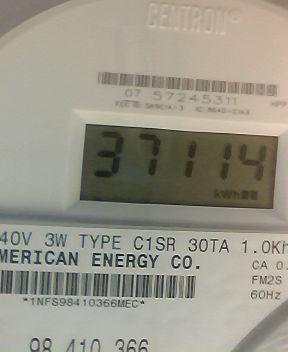 CENTRON®
07 57245311
37114
kWh
40V 3W TYPE C1SR 30TA 1.0Kh
MERICAN ENERGY CO.
CA 0.
FM2S
60Hz
*1NFS98410366MEC*
98 410 366